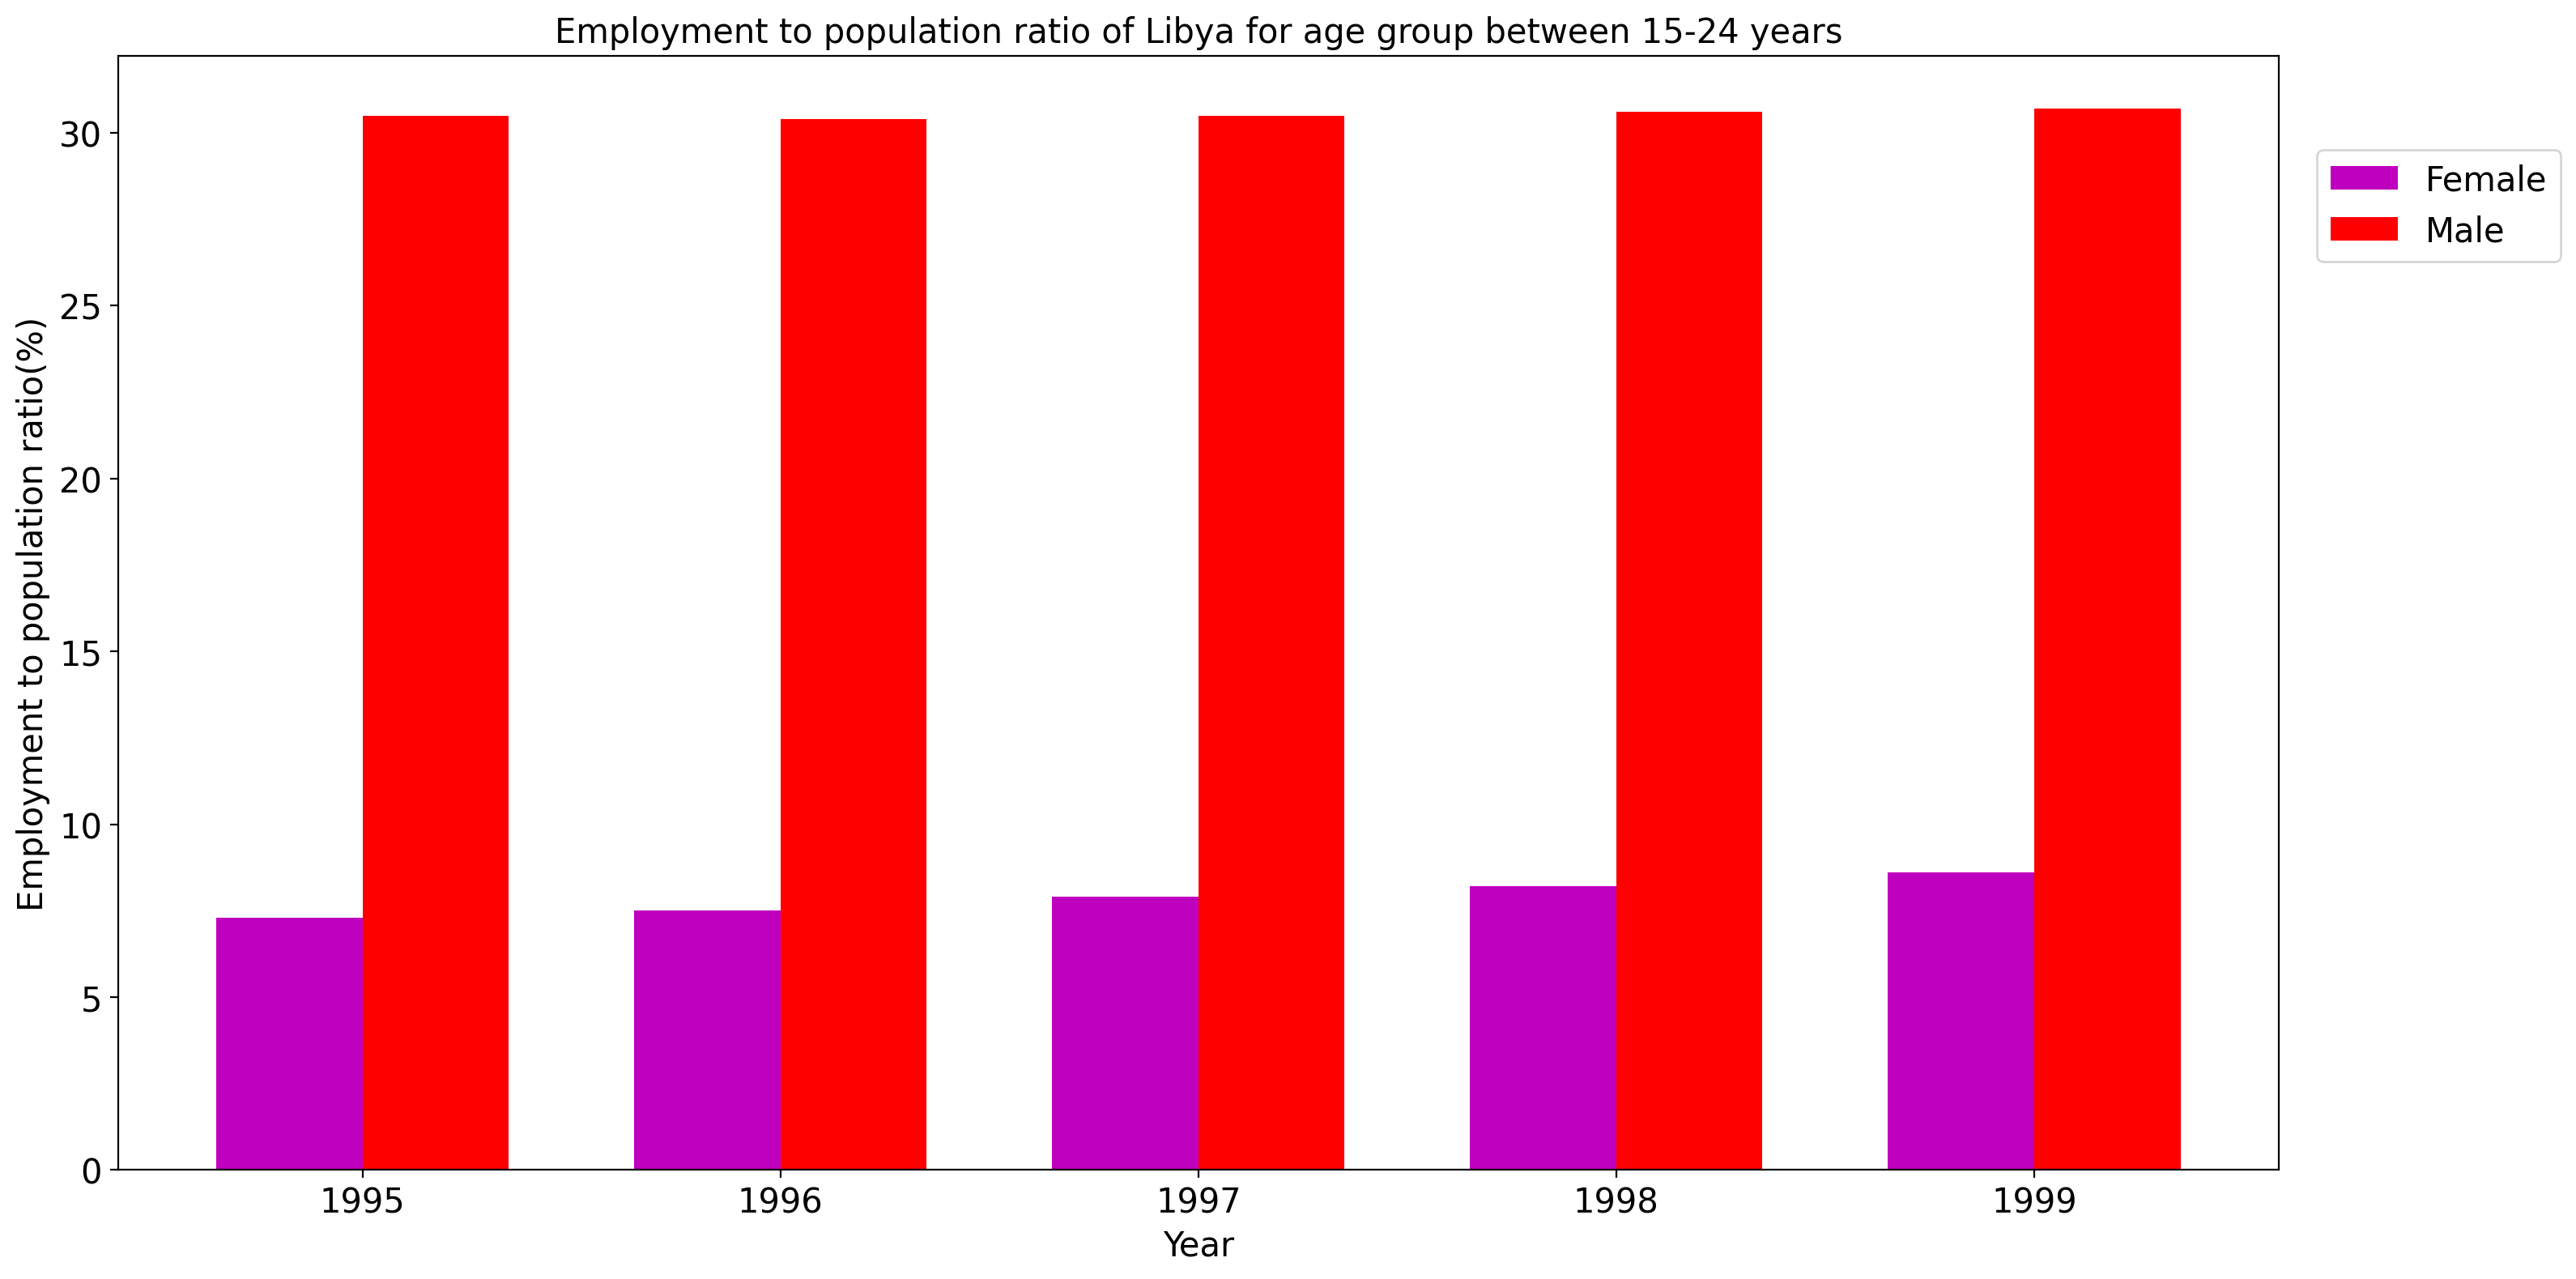 Employment to population ratio of Libya for age group between 15-24 years
Employment to population ratio(%)
30
25
20
15
10
5
0
1995
1996
1997
1998
1999
Year
Female
Male